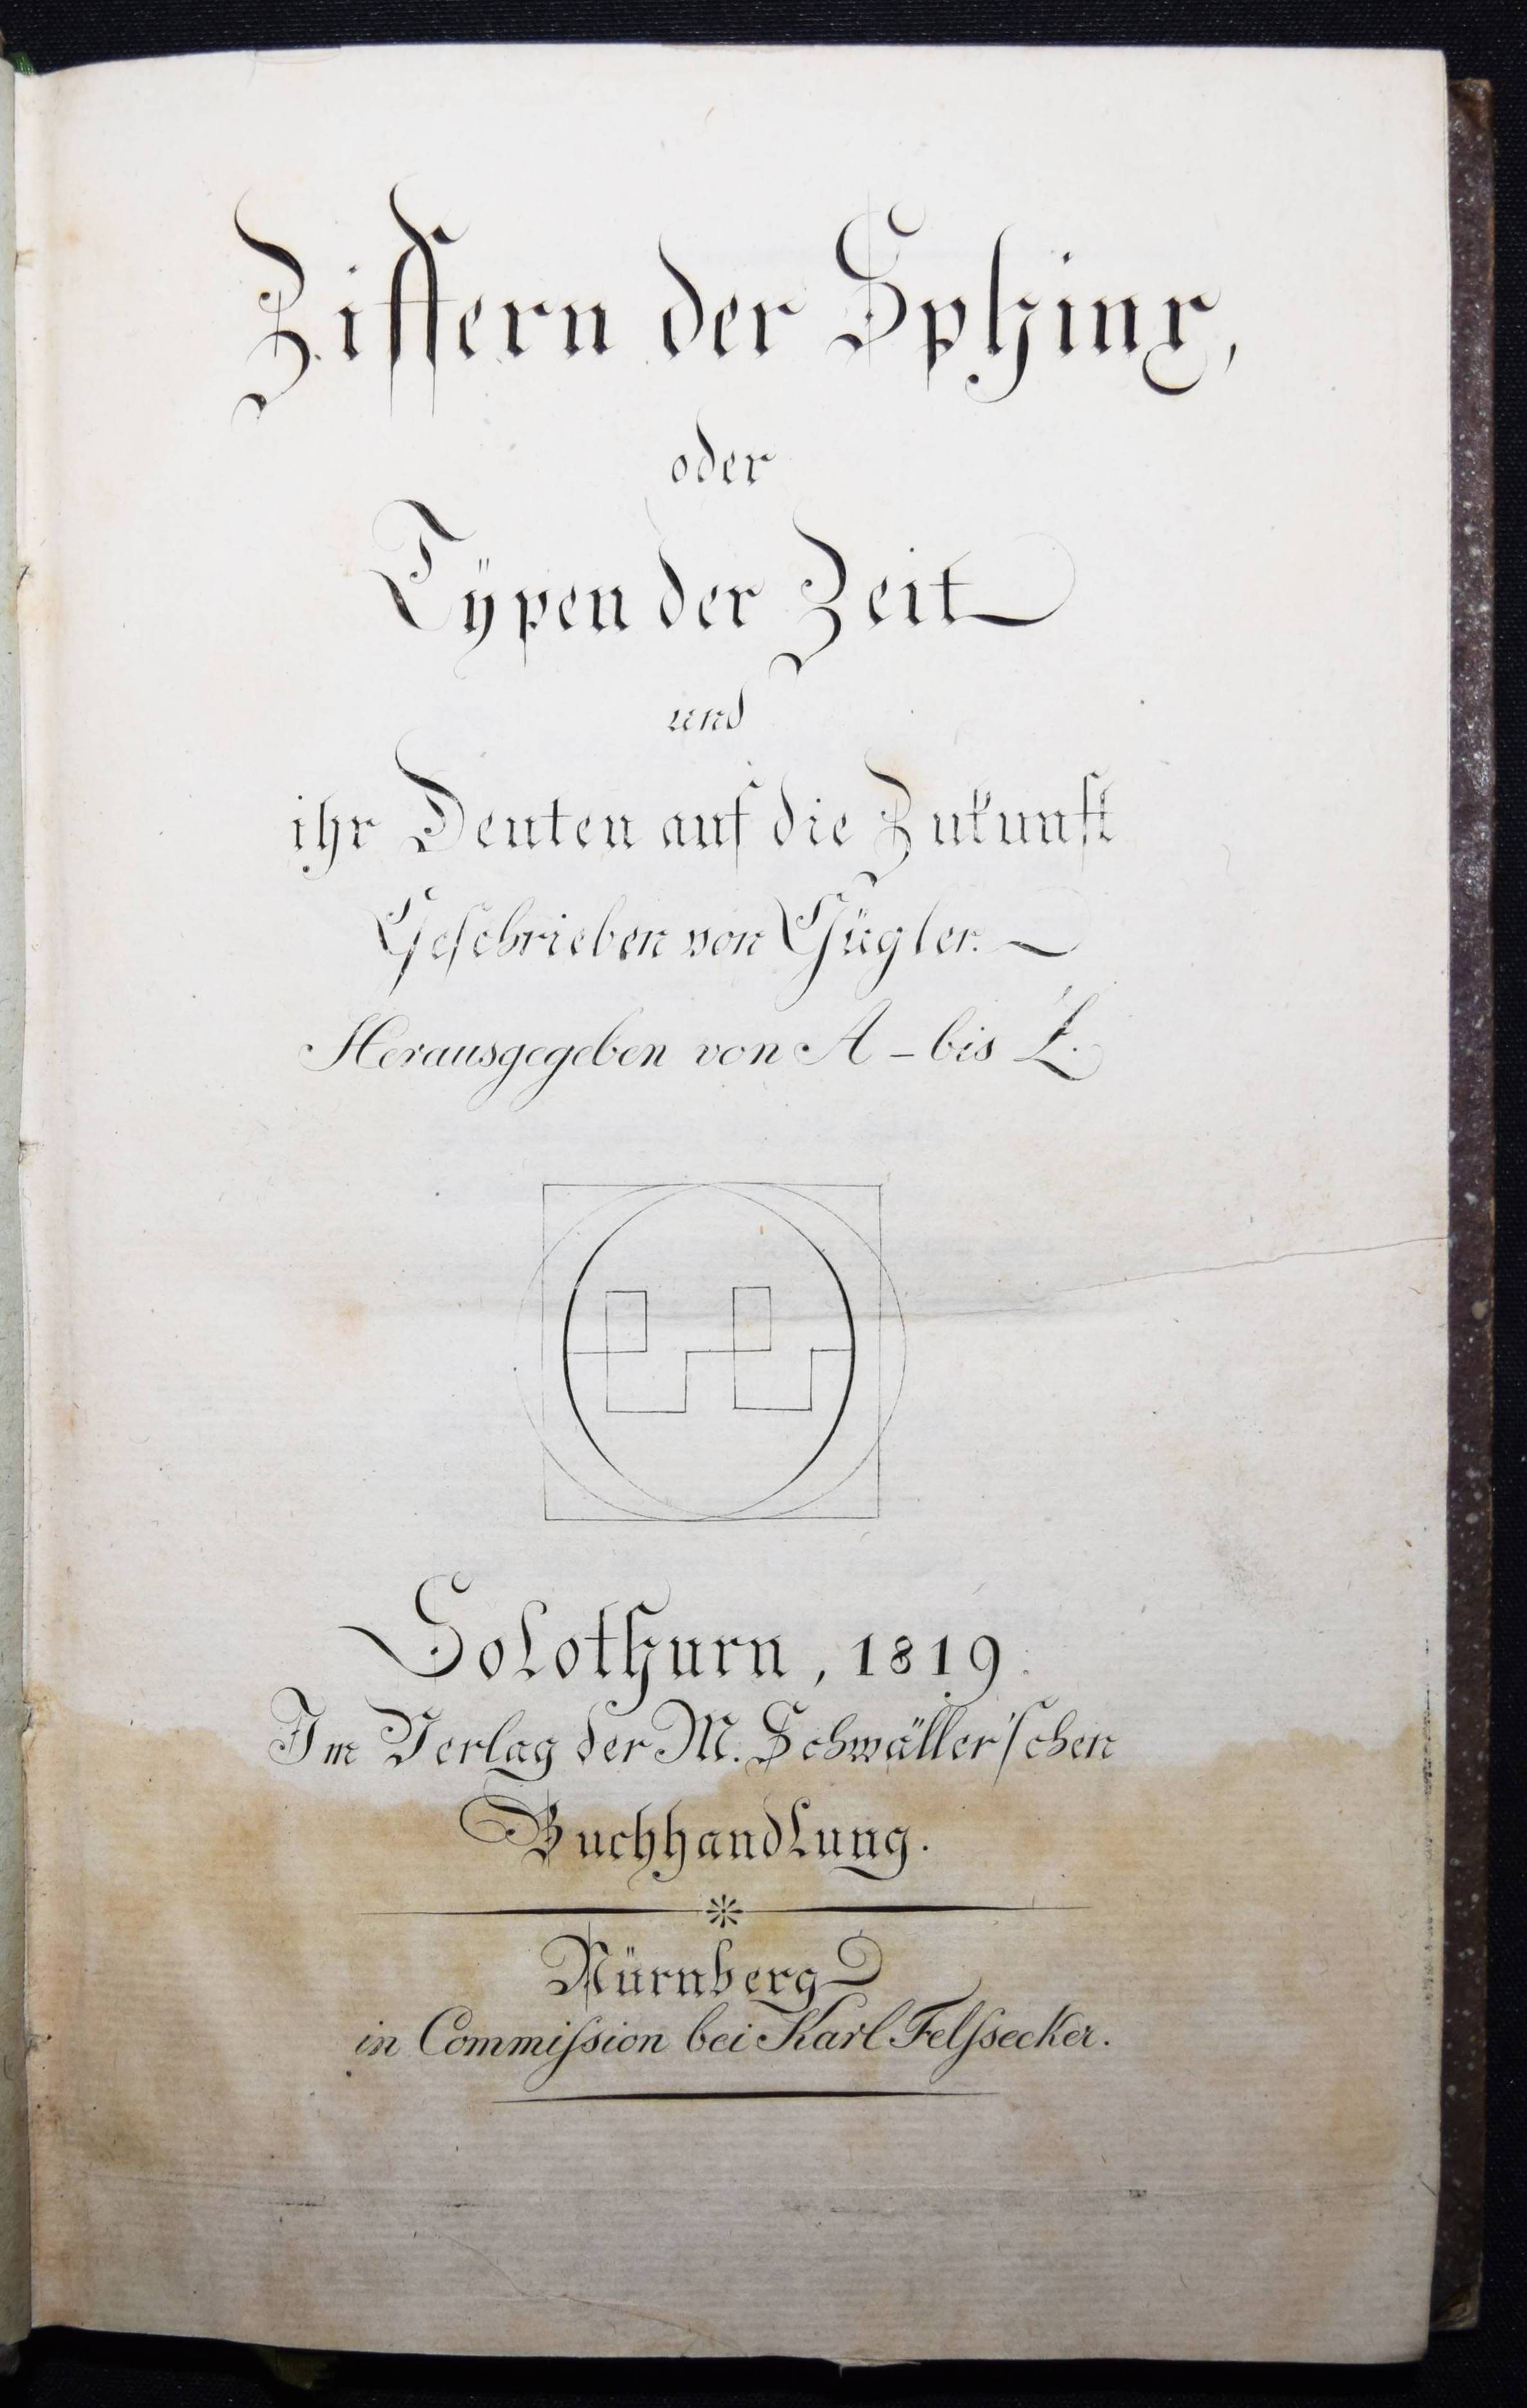 Ziffern der Sphinx,
oder
Tÿpen der Zeit
und
ihr Deuten auf die Zukunft
Geſchrieben von Gügler.
Herausgegeben von A – bis Z.
Solothurn, 1819.
Im Verlag der M. Schwäller'ſchen
Buchhandlung.
Nürnberg
in Commiſsion bei Karl Felſsecker.